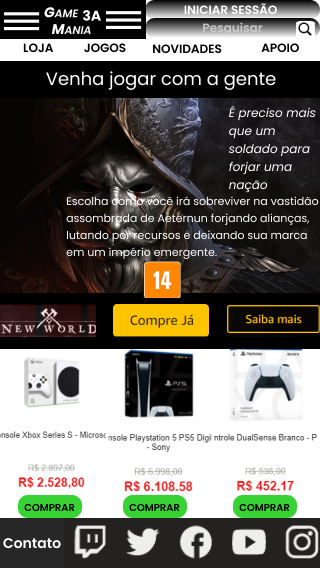 GAME 3A
MANIA
INICIAR SESSÃO
Pesquisar
LOJA JOGOS NOVIDADES APOIO
Venha jogar com a gente
É preciso mais
que um
soldado para
forjar uma
nação
Escolha como você irá sobreviver na vastidão
assombrada de Aeternun forjando alianças,
lutando por recursos e deixando sua marca
em um império emergente.
14
NEW WORLD
Compre Já
Saiba mais
nsole Xbox Series S - Microso
nsole Playstation 5 PS5 Digi
- Sony
ntrole DualSense Branco - P
R$ 2.897,00
R$ 2.528,80
R$ 6.998,00
R$ 6.108.58
R$ 538,00
R$ 452.17
COMPRAR COMPRAR COMPRAR
Contato